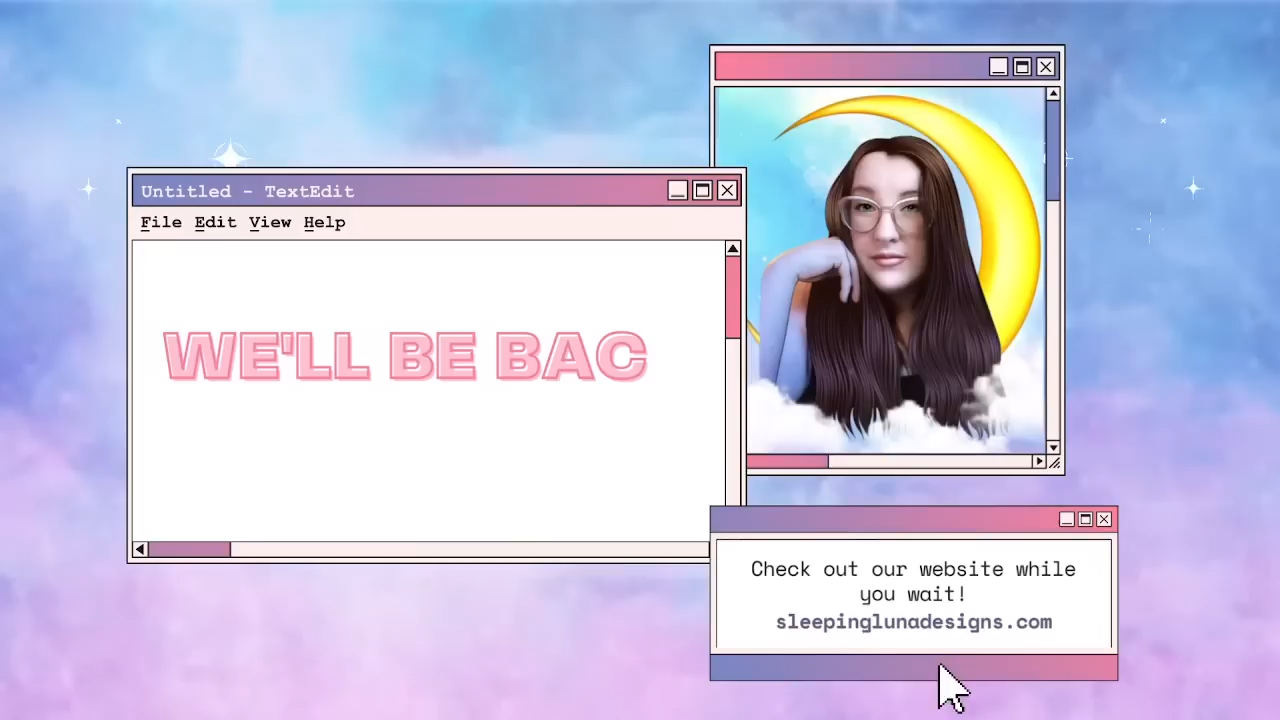 Untitled - TextEdit
File Edit View Help
WE'LL BE BAC
Check out our website while
you wait!
sleepinglunadesigns.com